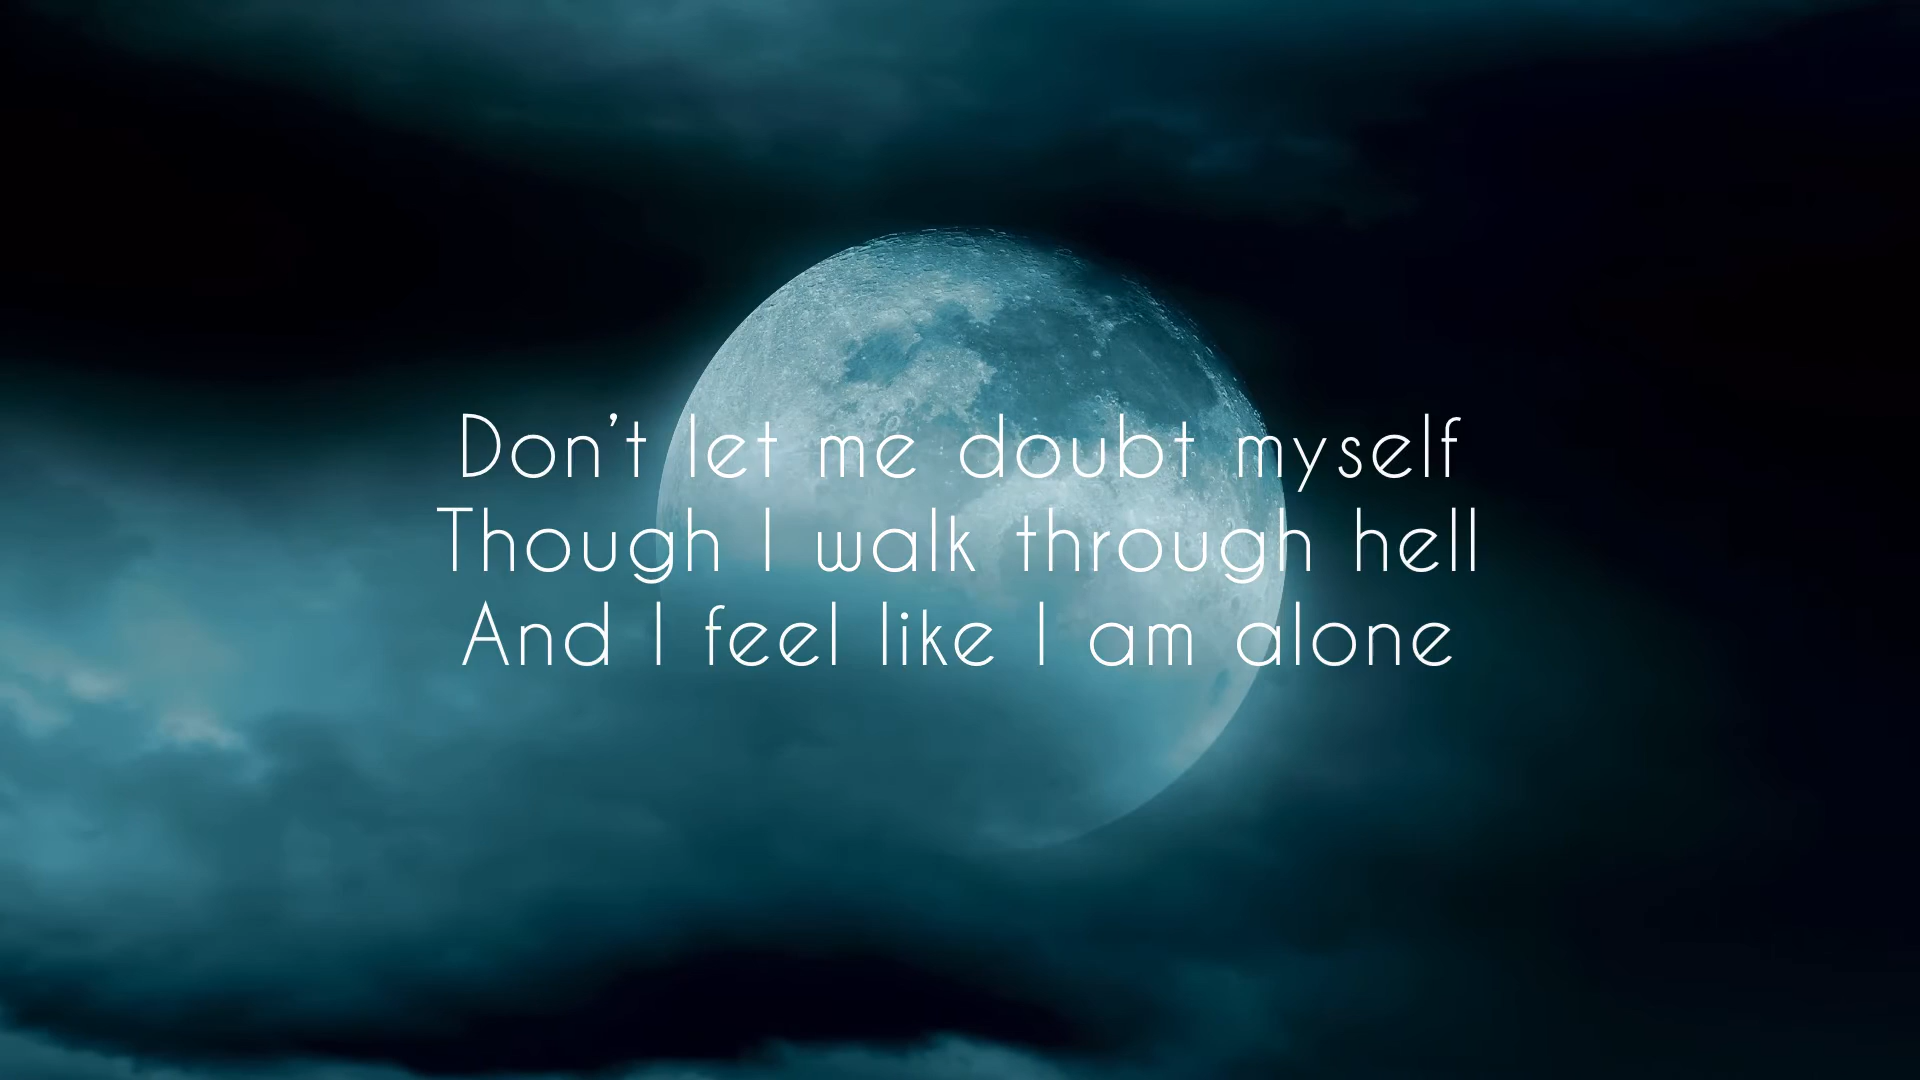 Don't let me doubt myself
Though I walk through hell
And I feel like I am alone